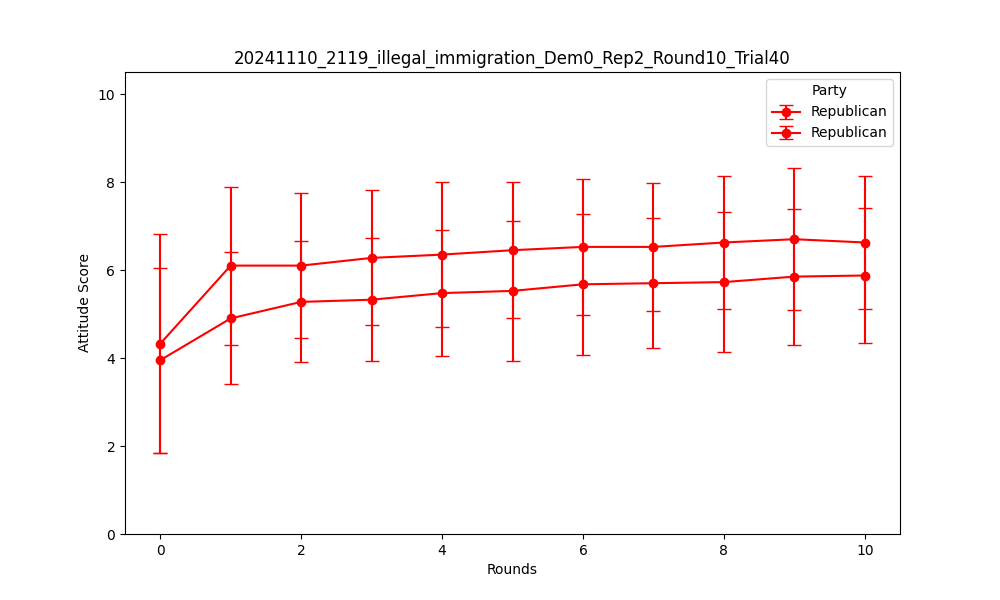 20241110_2119_illegal_immigration_Dem0_Rep2_Round10_Trial40
Party
Republican
Republican
Attitude Score
10
8
6
4
2
0
0 2 4 6 8 10
Rounds